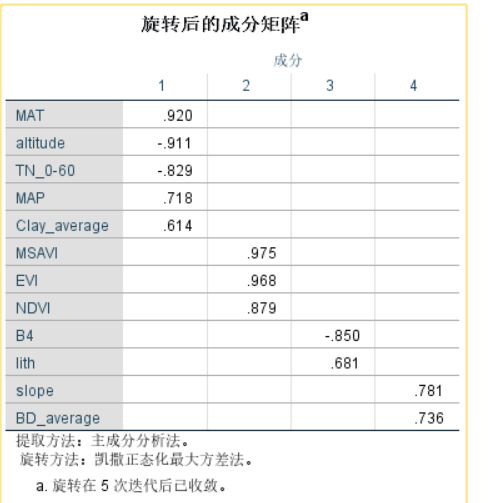 旋转后的成分矩阵a
成分
1 2 3 4
MAT .920
altitude -.911
TN_0-60 -.829
MAP .718
Clay_average .614
MSAVI .975
EVI .968
NDVI .879
B4 -.850
lith .681
slope .781
BD_average .736
提取方法：主成分分析法。
旋转方法：凯撒正态化最大方差法。
a. 旋转在 5 次迭代后已收敛。